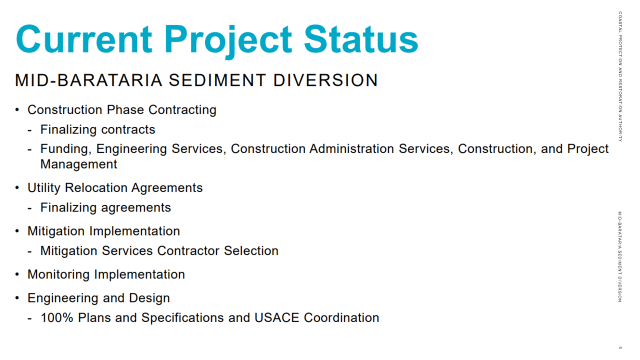 Current Project Status
MID-BARATARIA SEDIMENT DIVERSION
• Construction Phase Contracting
- Finalizing contracts
- Funding, Engineering Services, Construction Administration Services, Construction, and Project
Management
• Utility Relocation Agreements
- Finalizing agreements
• Mitigation Implementation
- Mitigation Services Contractor Selection
• Monitoring Implementation
• Engineering and Design
- 100% Plans and Specifications and USACE Coordination
COASTAL PROTECTION AND RESTORATION AUTHORITY
MID-BARATARIA SEDIMENT DIVERSION